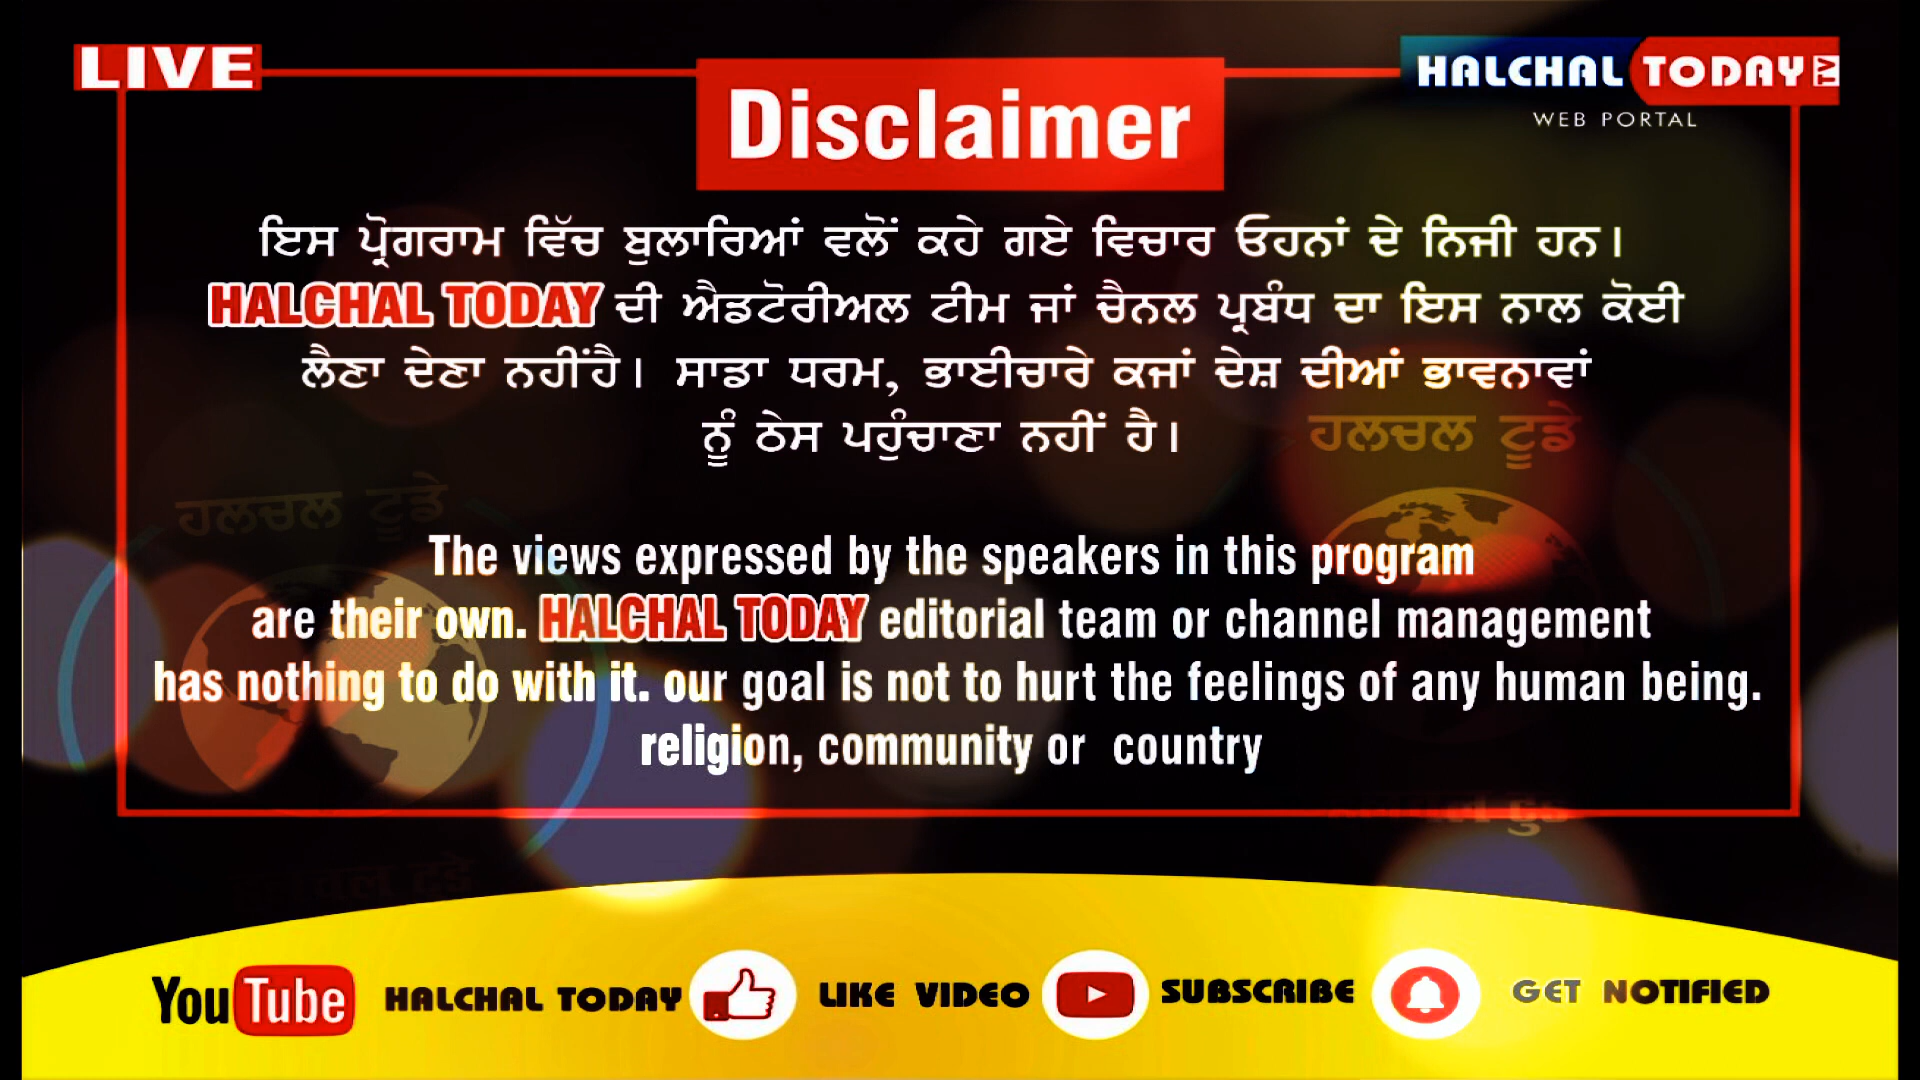 LIVE
HALCHAL TODAY TV
WEB PORTAL
Disclaimer
ਇਸ ਪ੍ਰੋਗਰਾਮ ਵਿੱਚ ਬੁਲਾਰਿਆਂ ਵਲੋਂ ਕਹੇ ਗਏ ਵਿਚਾਰ ਓਹਨਾਂ ਦੇ ਨਿਜੀ ਹਨ।
HALCHAL TODAY ਦੀ ਐਡਟੋਰੀਅਲ ਟੀਮ ਜਾਂ ਚੈਨਲ ਪ੍ਰਬੰਧ ਦਾ ਇਸ ਨਾਲ ਕੋਈ
ਲੈਣਾ ਦੇਣਾ ਨਹੀਂਹੈ। ਸਾਡਾ ਧਰਮ, ਭਾਈਚਾਰੇ ਕਜਾਂ ਦੇਸ਼ ਦੀਆਂ ਭਾਵਨਾਵਾਂ
ਨੂੰ ਠੇਸ ਪਹੁੰਚਾਣਾ ਨਹੀਂ ਹੈ।
ਹਲਚਲ ਟੂਡੇ
ਹਲਚਲ ਟੂਡੇ
The views expressed by the speakers in this program
are their own. HALCHAL TODAY editorial team or channel management
has nothing to do with it. our goal is not to hurt the feelings of any human being.
religion, community or country
YouTube HALCHAL TODAY LIKE VIDEO SUBSCRIBE GET NOTIFIED